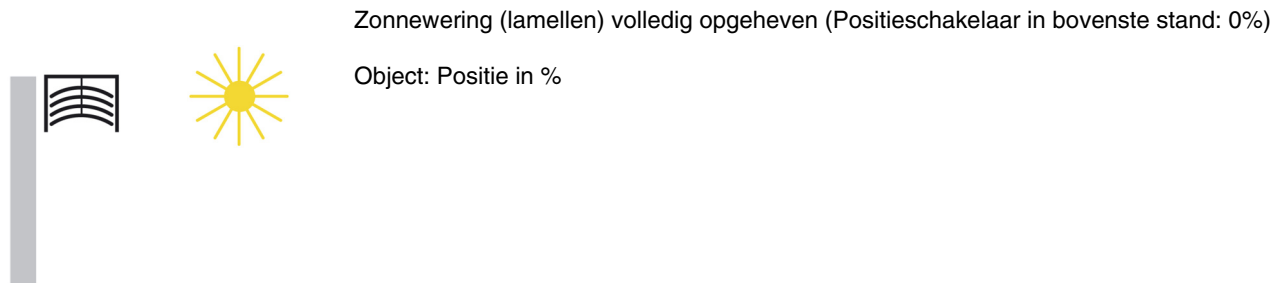 Zonnewering (lamellen) volledig opgeheven (Positieschakelaar in bovenste stand: 0%)
Object: Positie in %